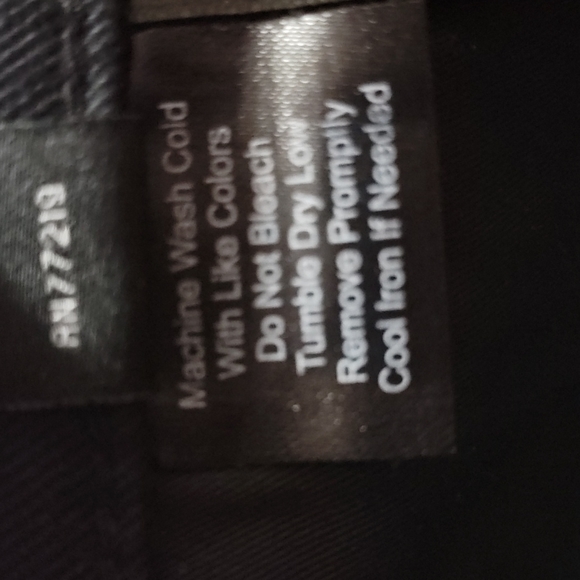 RN77219
Machine Wash Cold
With Like Colors
Do Not Bleach
Tumble Dry Low
Remove Promptly
Cool Iron If Needed